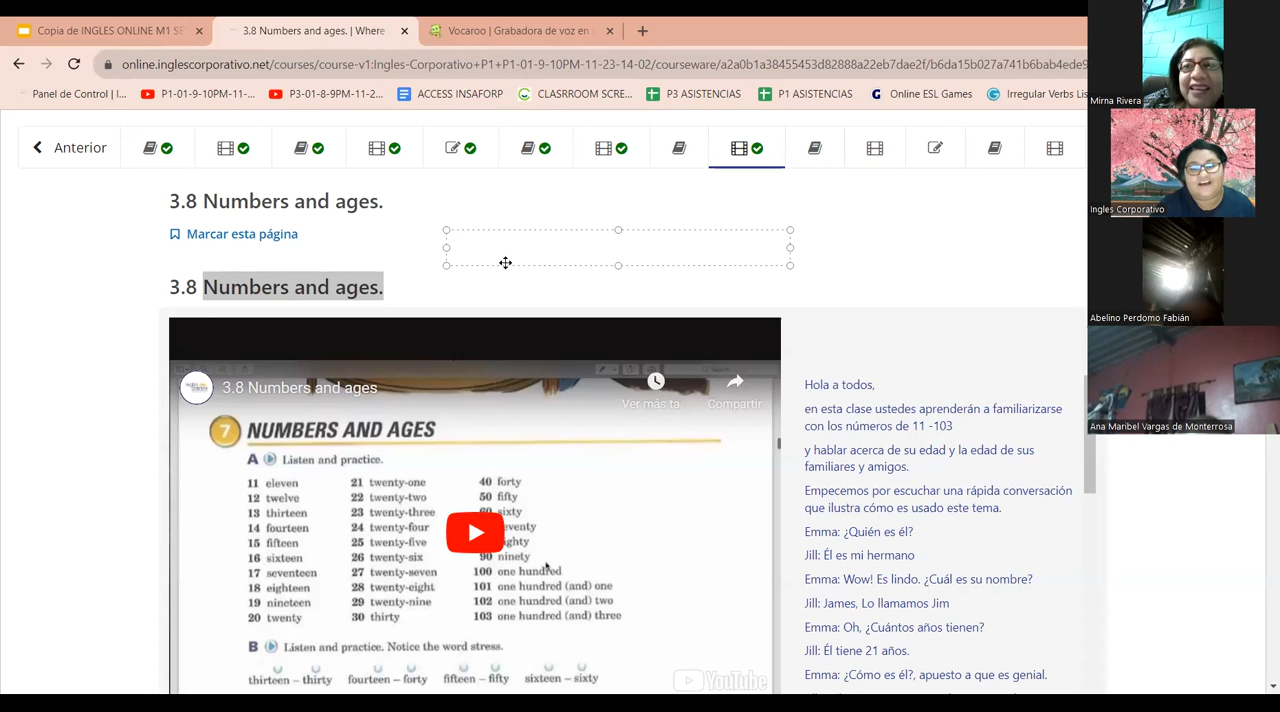 Copia de INGLES ONLINE M1 SE
3.8 Numbers and ages. | Where
Vocaroo | Grabadora de voz en l
online.inglescorporativo.net/courses/course-v1:Ingles-Corporativo+P1+P1-01-9-10PM-11-23-14-02/courseware/a2a0b1a38455453d82828a22eb7dae2f/b6da15b027a741b6bab4ede9
Panel de Control | I...
P1-01-9-10PM-11-...
P3-01-8-9PM-11-2...
ACCESS INSAFORP...
CLASRROOM SCRE...
P3 ASISTENCIAS
P1 ASISTENCIAS
Online ESL Games
Irregular Verbs Lis
Anterior
3.8 Numbers and ages.
Marcar esta página
3.8 Numbers and ages.
3.8 Numbers and ages
Ver más ta...
Compartir
7 NUMBERS AND AGES
A Listen and practice.
11 eleven 21 twenty-one 40 forty
12 twelve 22 twenty-two 50 fifty
13 thirteen 23 twenty-three 60 sixty
14 fourteen 24 twenty-four
15 fifteen 25 twenty-five
16 sixteen 26 twenty-six 90 ninety
17 seventeen 27 twenty-seven 100 one hundred
18 eighteen 28 twenty-eight 101 one hundred (and) one
19 nineteen 29 twenty-nine 102 one hundred (and) two
20 twenty 30 thirty 103 one hundred (and) three
B Listen and practice. Notice the word stress.
thirteen – thirty fourteen – forty fifteen – fifty sixteen – sixty
YouTube
Hola a todos,
en esta clase ustedes aprenderán a familiarizarse
con los números de 11 -103
y hablar acerca de su edad y la edad de sus
familiares y amigos.
Empecemos por escuchar una rápida conversación
que ilustra cómo es usado este tema.
Emma: ¿Quién es él?
Jill: Él es mi hermano
Emma: Wow! Es lindo. ¿Cuál es su nombre?
Jill: James, Lo llamamos Jim
Emma: Oh, ¿Cuántos años tienen?
Jill: Él tiene 21 años.
Emma: ¿Cómo es él?, apuesto a que es genial.
Mirna Rivera
Ingles Corporativo
Abelino Perdomo Fabián
Ana Maribel Vargas de Monterrosa